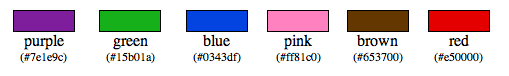 purple green blue pink brown red
(#7e1e9c) (#15b01a) (#0343df) (#ff81c0) (#653700) (#e50000)